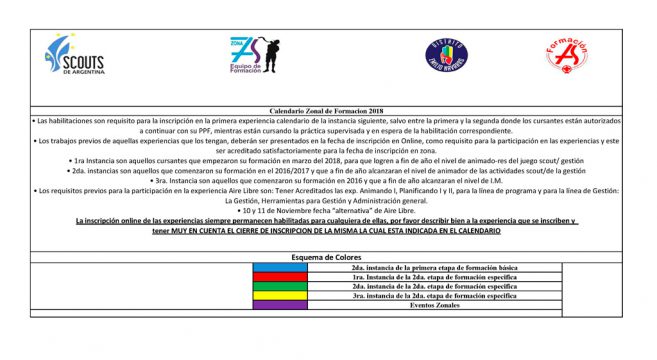 SCOUTS
DE ARGENTINA
ZONA
7S
Equipo de
Formación
DISTRITO
EMILIO NAVARRO
Formación
Calendario Zonal de Formacion 2018
• Las habilitaciones son requisito para la inscripción en la primera experiencia calendario de la instancia siguiente, salvo entre la primera y la segunda donde los cursantes están autorizados
a continuar con su PPF, mientras están cursando la práctica supervisada y en espera de la habilitación correspondiente.
• Los trabajos previos de aquellas experiencias que los tengan, deberán ser presentados en la fecha de inscripción en Online, como requisito para la participación en las experiencias y este
ser acreditado satisfactoriamente para la fecha de inscripción en zona.
• 1ra Instancia son aquellos cursantes que empezaron su formación en marzo del 2018, para que logren a fin de año el nivel de animado-res del juego scout/ gestión
• 2da. instancias son aquellos que comenzaron su formación en el 2016/2017 y que a fin de año alcanzaran el nivel de animador de las actividades scout/de la gestión
• 3ra. Instancia son aquellos que comenzaron su formación en 2016 y que a fin de año alcanzaran el nivel de I.M.
• Los requisitos previos para la participación en la experiencia Aire Libre son: Tener Acreditados las exp. Animando I, Planificando I y II, para la línea de programa y para la línea de Gestión:
La Gestión, Herramientas para Gestión y Administración general.
• 10 y 11 de Noviembre fecha “alternativa” de Aire Libre.
La inscripción online de las experiencias siempre permanecen habilitadas para cualquiera de ellas, por favor describir bien a la experiencia que se inscriben y
tener MUY EN CUENTA EL CIERRE DE INSCRIPCION DE LA MISMA LA CUAL ESTA INDICADA EN EL CALENDARIO
Esquema de Colores
2da. instancia de la primera etapa de formación básica
1ra. Instancia de la 2da. etapa de formación específica
2da. instancia de la 2da. etapa de formación específica
3ra. instancia de la 2da. etapa de formación específica
Eventos Zonales